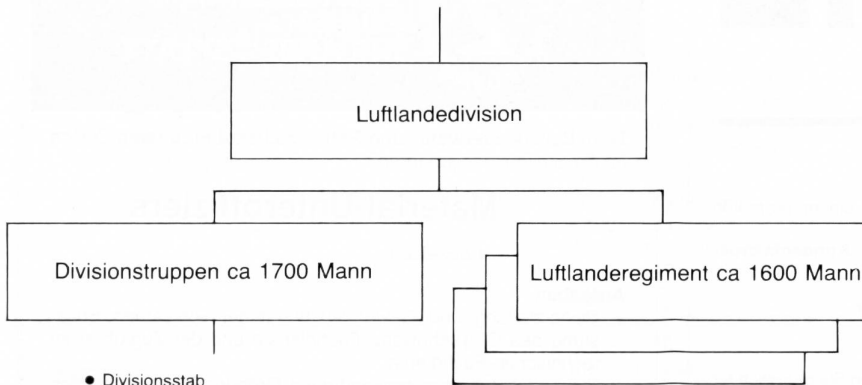 Luftlandedivision
Divisionstruppen ca 1700 Mann
Luftlanderegiment ca 1600 Mann
• Divisionsstab